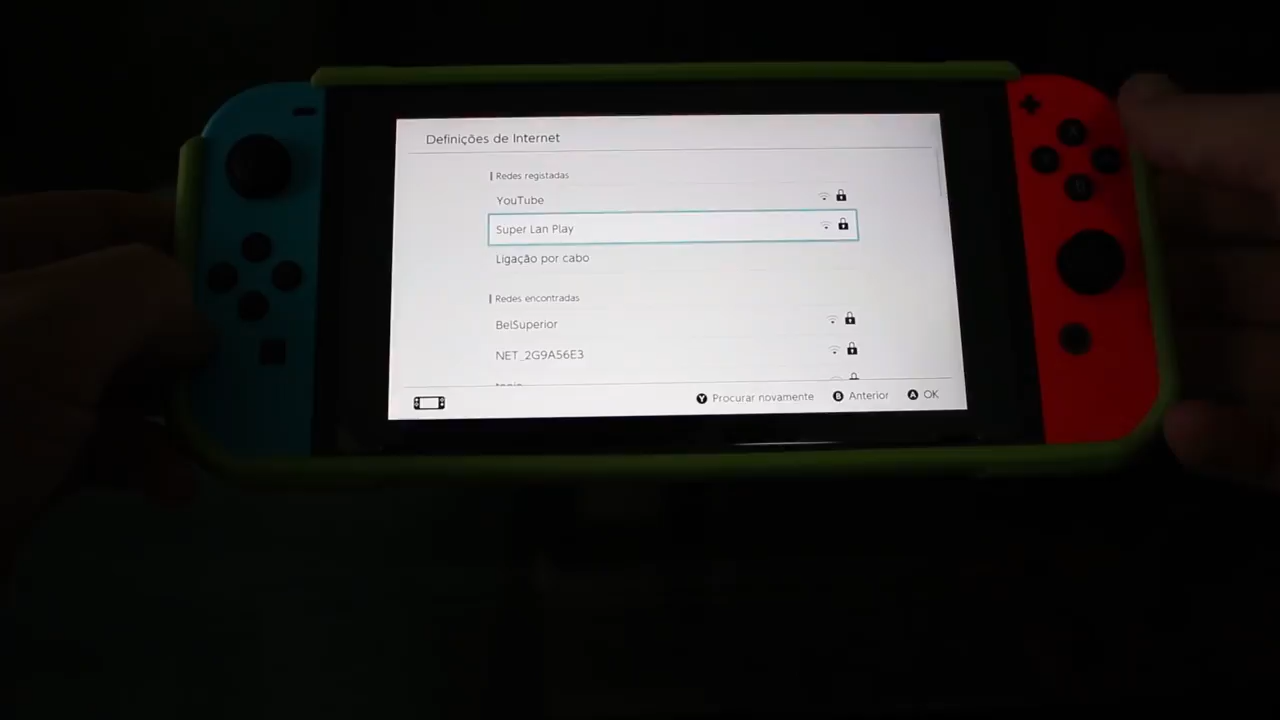 Definições de Internet
Redes registadas
YouTube
Super Lan Play
Ligação por cabo
Redes encontradas
BelSuperior
NET_2G9A56E3
Y Procurar novamente B Anterior A OK